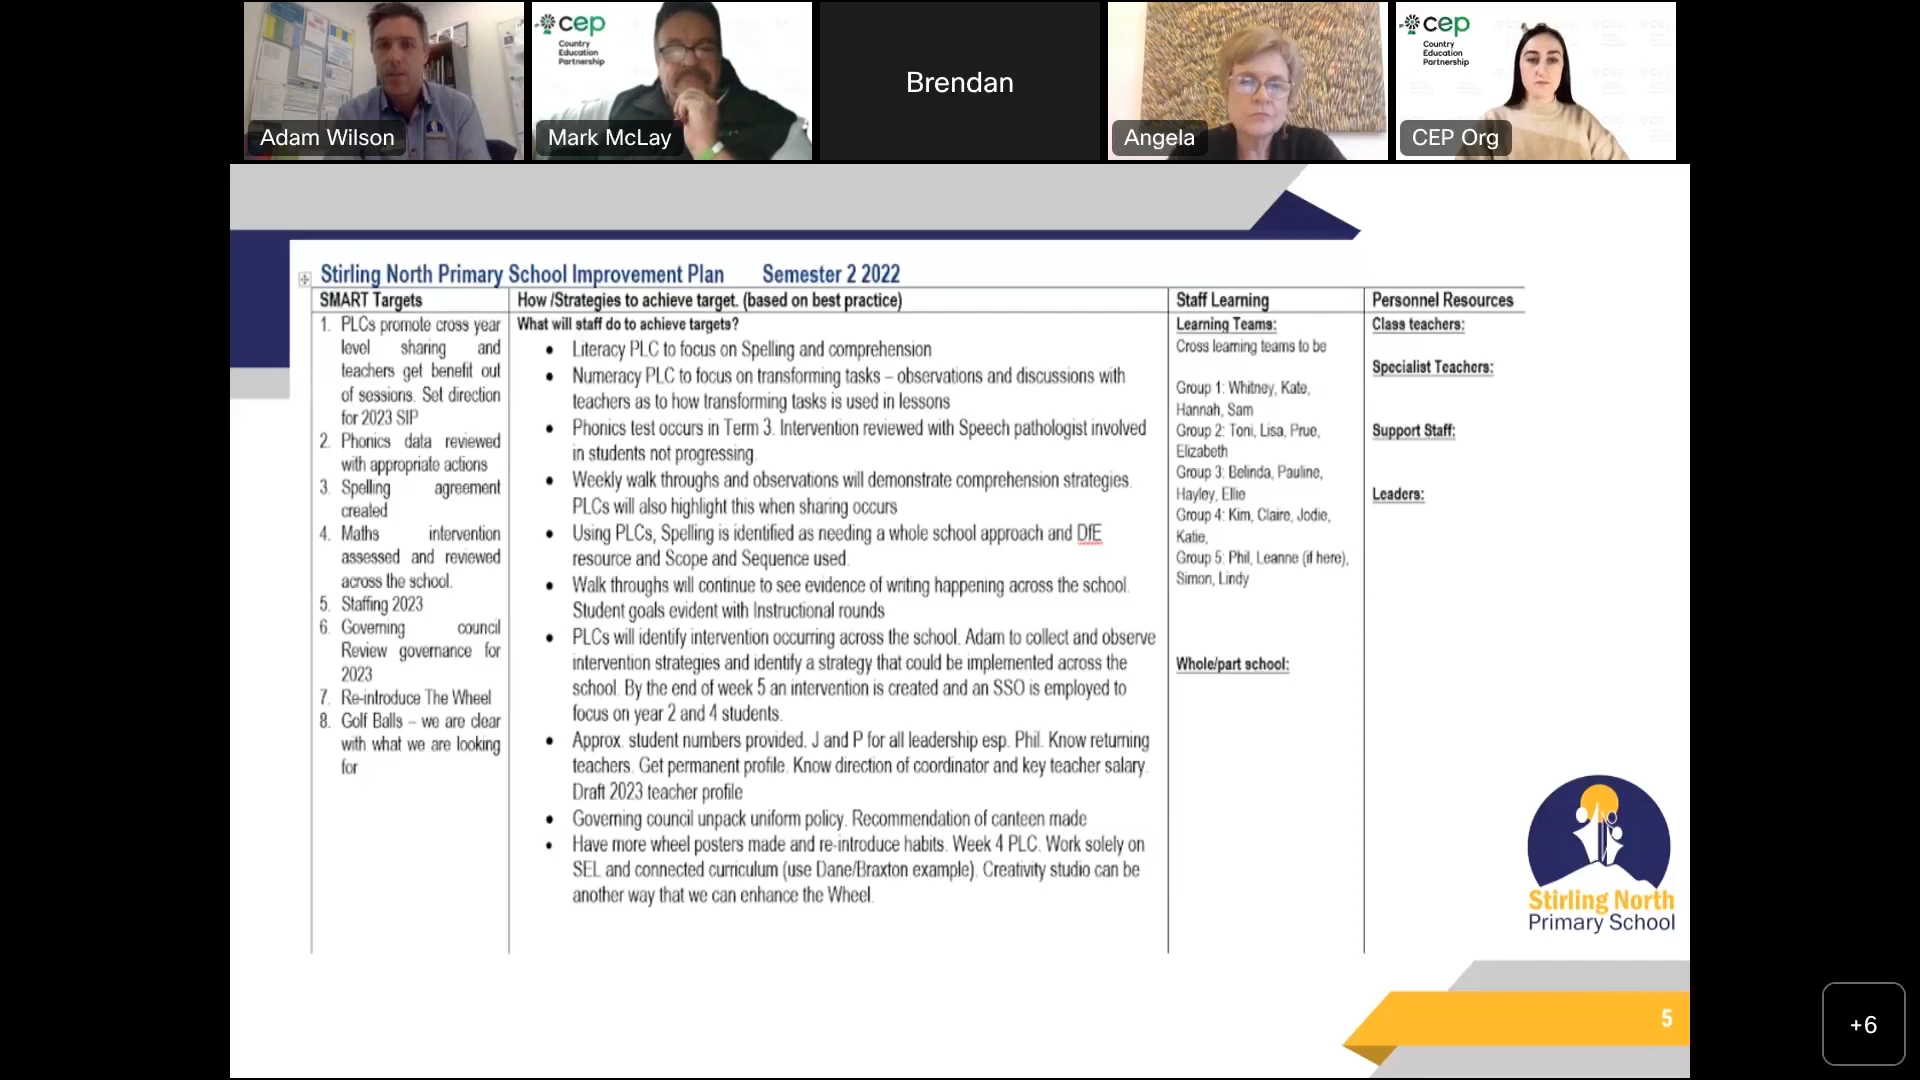 cep
Country
Education
Partnership
Adam Wilson
Mark McLay
Brendan
Angela
cep
Country
Education
Partnership
CEP Org
Stirling North Primary School Improvement Plan Semester 2 2022
SMART Targets
1. PLCs promote cross year
level sharing and
teachers get benefit out
of sessions. Set direction
for 2023 SIP
2. Phonics data reviewed
with appropriate actions
3. Spelling agreement
created
4. Maths intervention
assessed and reviewed
across the school.
5. Staffing 2023
6. Governing council
Review governance for
2023
7. Re-introduce The Wheel
8. Golf Balls – we are clear
with what we are looking
for
How /Strategies to achieve target. (based on best practice)
What will staff do to achieve targets?
• Literacy PLC to focus on Spelling and comprehension
• Numeracy PLC to focus on transforming tasks – observations and discussions with
teachers as to how transforming tasks is used in lessons
• Phonics test occurs in Term 3. Intervention reviewed with Speech pathologist involved
in students not progressing.
• Weekly walk throughs and observations will demonstrate comprehension strategies.
PLCs will also highlight this when sharing occurs
• Using PLCs, Spelling is identified as needing a whole school approach and DfE
resource and Scope and Sequence used.
• Walk throughs will continue to see evidence of writing happening across the school.
Student goals evident with Instructional rounds
• PLCs will identify intervention occurring across the school. Adam to collect and observe
intervention strategies and identify a strategy that could be implemented across the
school. By the end of week 5 an intervention is created and an SSO is employed to
focus on year 2 and 4 students.
• Approx. student numbers provided. J and P for all leadership esp. Phil. Know returning
teachers. Get permanent profile. Know direction of coordinator and key teacher salary.
Draft 2023 teacher profile
• Governing council unpack uniform policy. Recommendation of canteen made
• Have more wheel posters made and re-introduce habits. Week 4 PLC. Work solely on
SEL and connected curriculum (use Dane/Braxton example). Creativity studio can be
another way that we can enhance the Wheel.
Staff Learning
Learning Teams:
Cross learning teams to be
Group 1: Whitney, Kate,
Hannah, Sam
Group 2: Toni, Lisa, Prue,
Elizabeth
Group 3: Belinda, Pauline,
Hayley, Ellie
Group 4: Kim, Claire, Jodie,
Katie,
Group 5: Phil, Leanne (if here),
Simon, Lindy
Whole/part school:
Personnel Resources
Class teachers:
Specialist Teachers:
Support Staff:
Leaders:
Stirling North
Primary School
5
+6